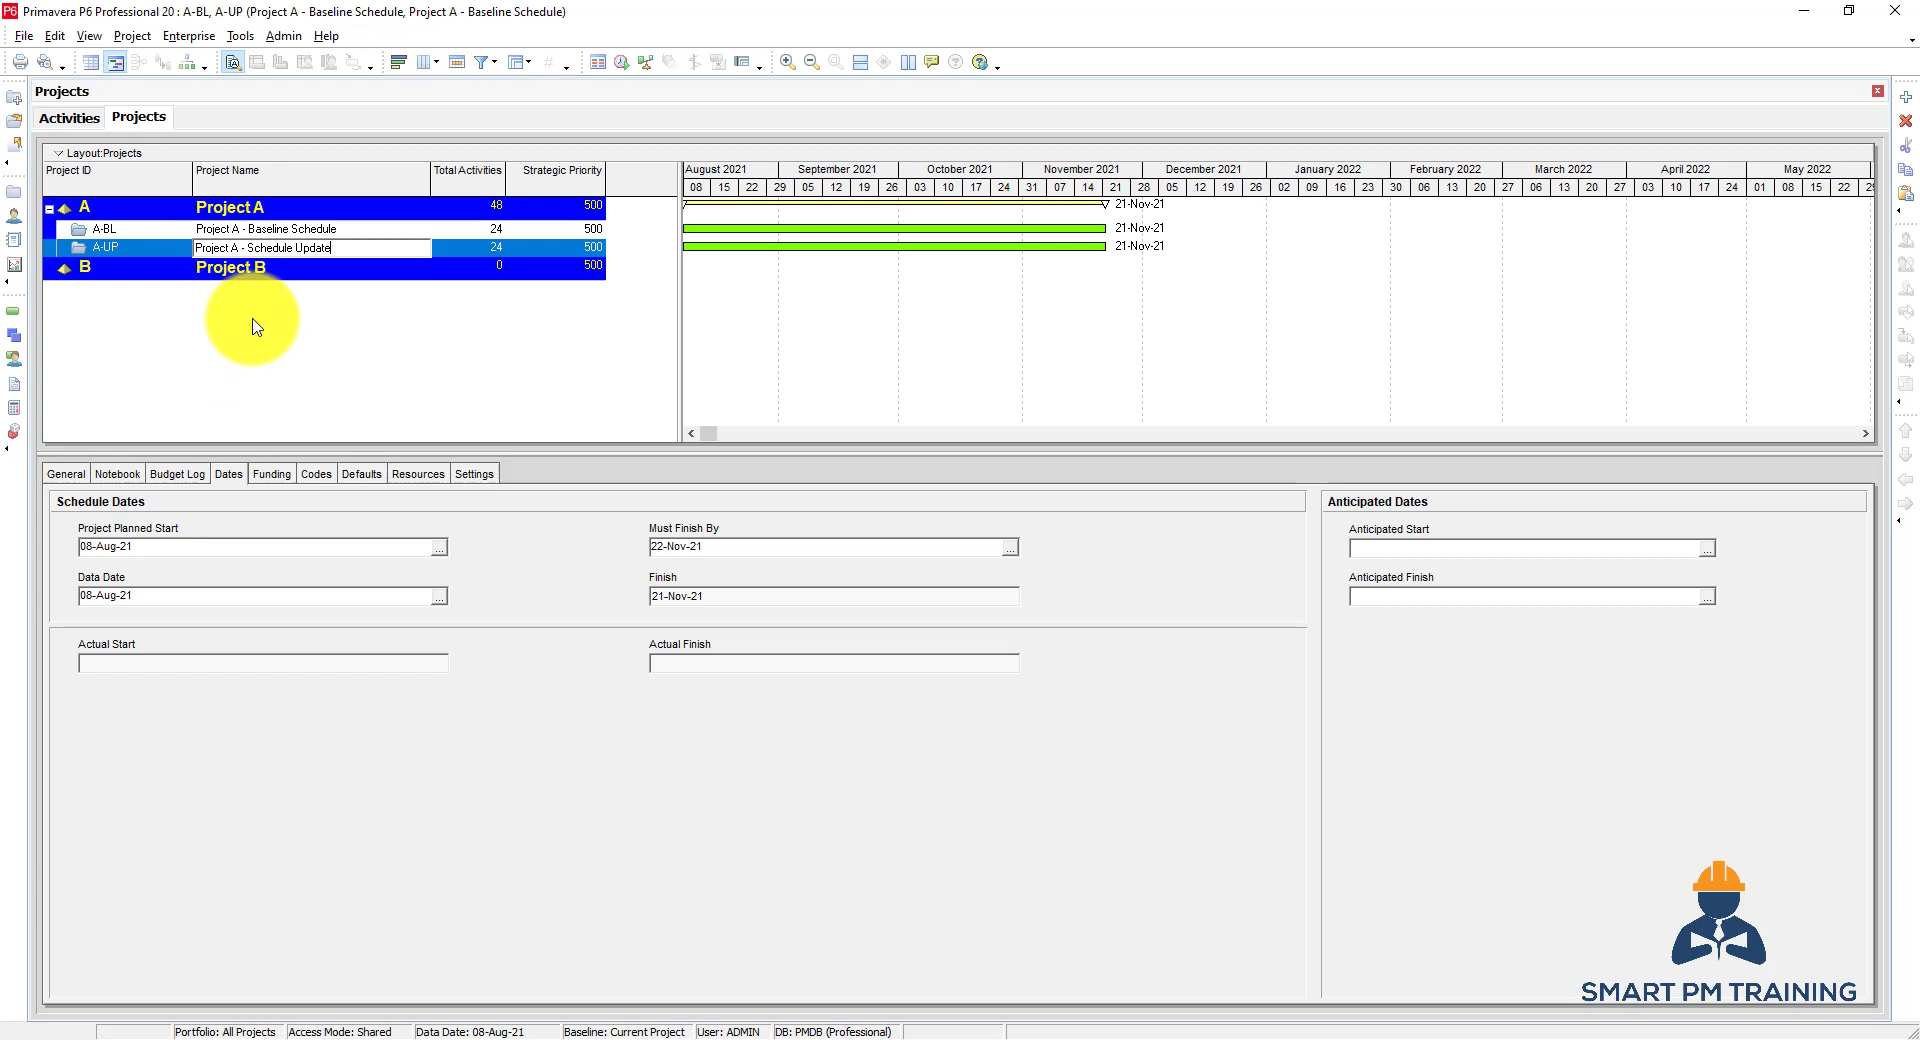 Primavera P6 Professional 20 : A-BL, A-UP (Project A - Baseline Schedule, Project A - Baseline Schedule)
File Edit View Project Enterprise Tools Admin Help
Projects
Activities Projects
Layout:Projects
Project ID Project Name Total Activities Strategic Priority
August 2021 September 2021 October 2021 November 2021 December 2021 January 2022 February 2022 March 2022 April 2022 May 2022
08 15 22 29 05 12 19 26 03 10 17 24 31 07 14 21 28 05 12 19 26 02 09 16 23 30 06 13 20 27 06 13 20 27 03 10 17 24 01 08 15 22
A Project A 48 500 21-Nov-21
A-BL Project A - Baseline Schedule 24 500 21-Nov-21
A-UP Project A - Schedule Update 24 500 21-Nov-21
B Project B 0 500
General Notebook Budget Log Dates Funding Codes Defaults Resources Settings
Schedule Dates Anticipated Dates
Project Planned Start Must Finish By Anticipated Start
08-Aug-21 22-Nov-21
Data Date Finish Anticipated Finish
08-Aug-21 21-Nov-21
Actual Start Actual Finish
SMART PM TRAINING
Portfolio: All Projects Access Mode: Shared Data Date: 08-Aug-21 Baseline: Current Project User: ADMIN DB: PMDB (Professional)